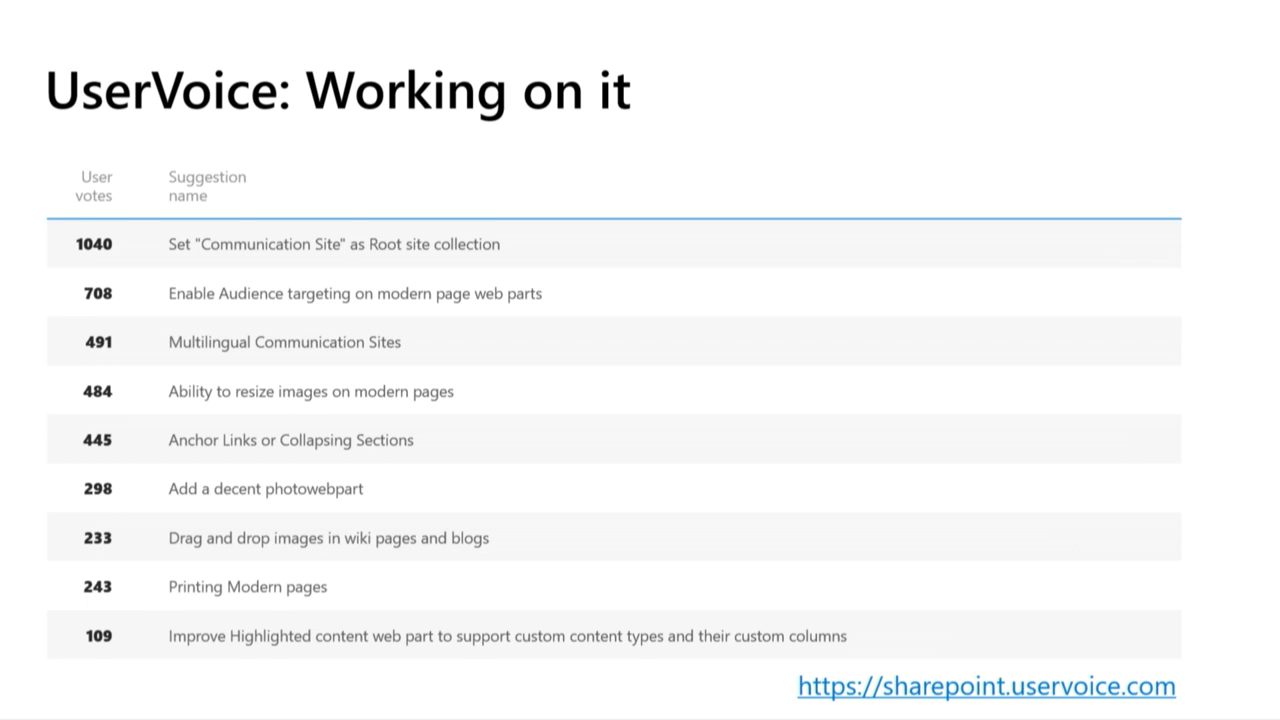 UserVoice: Working on it
User votes
Suggestion name
1040 Set "Communication Site" as Root site collection
708 Enable Audience targeting on modern page web parts
491 Multilingual Communication Sites
484 Ability to resize images on modern pages
445 Anchor Links or Collapsing Sections
298 Add a decent photowebpart
233 Drag and drop images in wiki pages and blogs
243 Printing Modern pages
109 Improve Highlighted content web part to support custom content types and their custom columns
https://sharepoint.uservoice.com